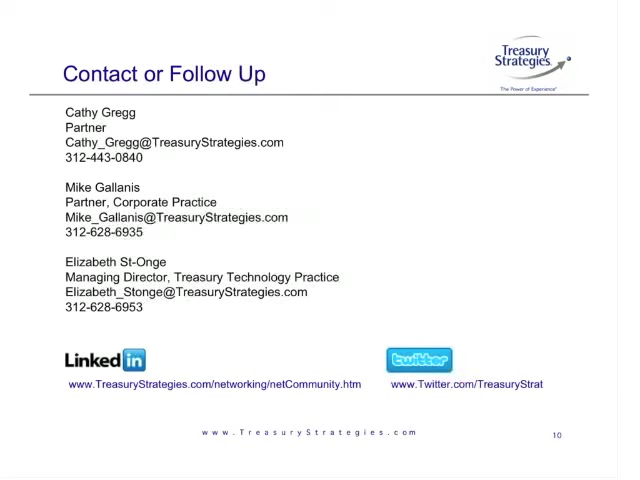 Treasury
Strategies
The Power of Experience®
Contact or Follow Up
Cathy Gregg
Partner
Cathy_Gregg@TreasuryStrategies.com
312-443-0840
Mike Gallanis
Partner, Corporate Practice
Mike_Gallanis@TreasuryStrategies.com
312-628-6935
Elizabeth St-Onge
Managing Director, Treasury Technology Practice
Elizabeth_Stonge@TreasuryStrategies.com
312-628-6953
Linked in
twitter
www.TreasuryStrategies.com/networking/netCommunity.htm
www.Twitter.com/TreasuryStrat
www.TreasuryStrategies.com
10